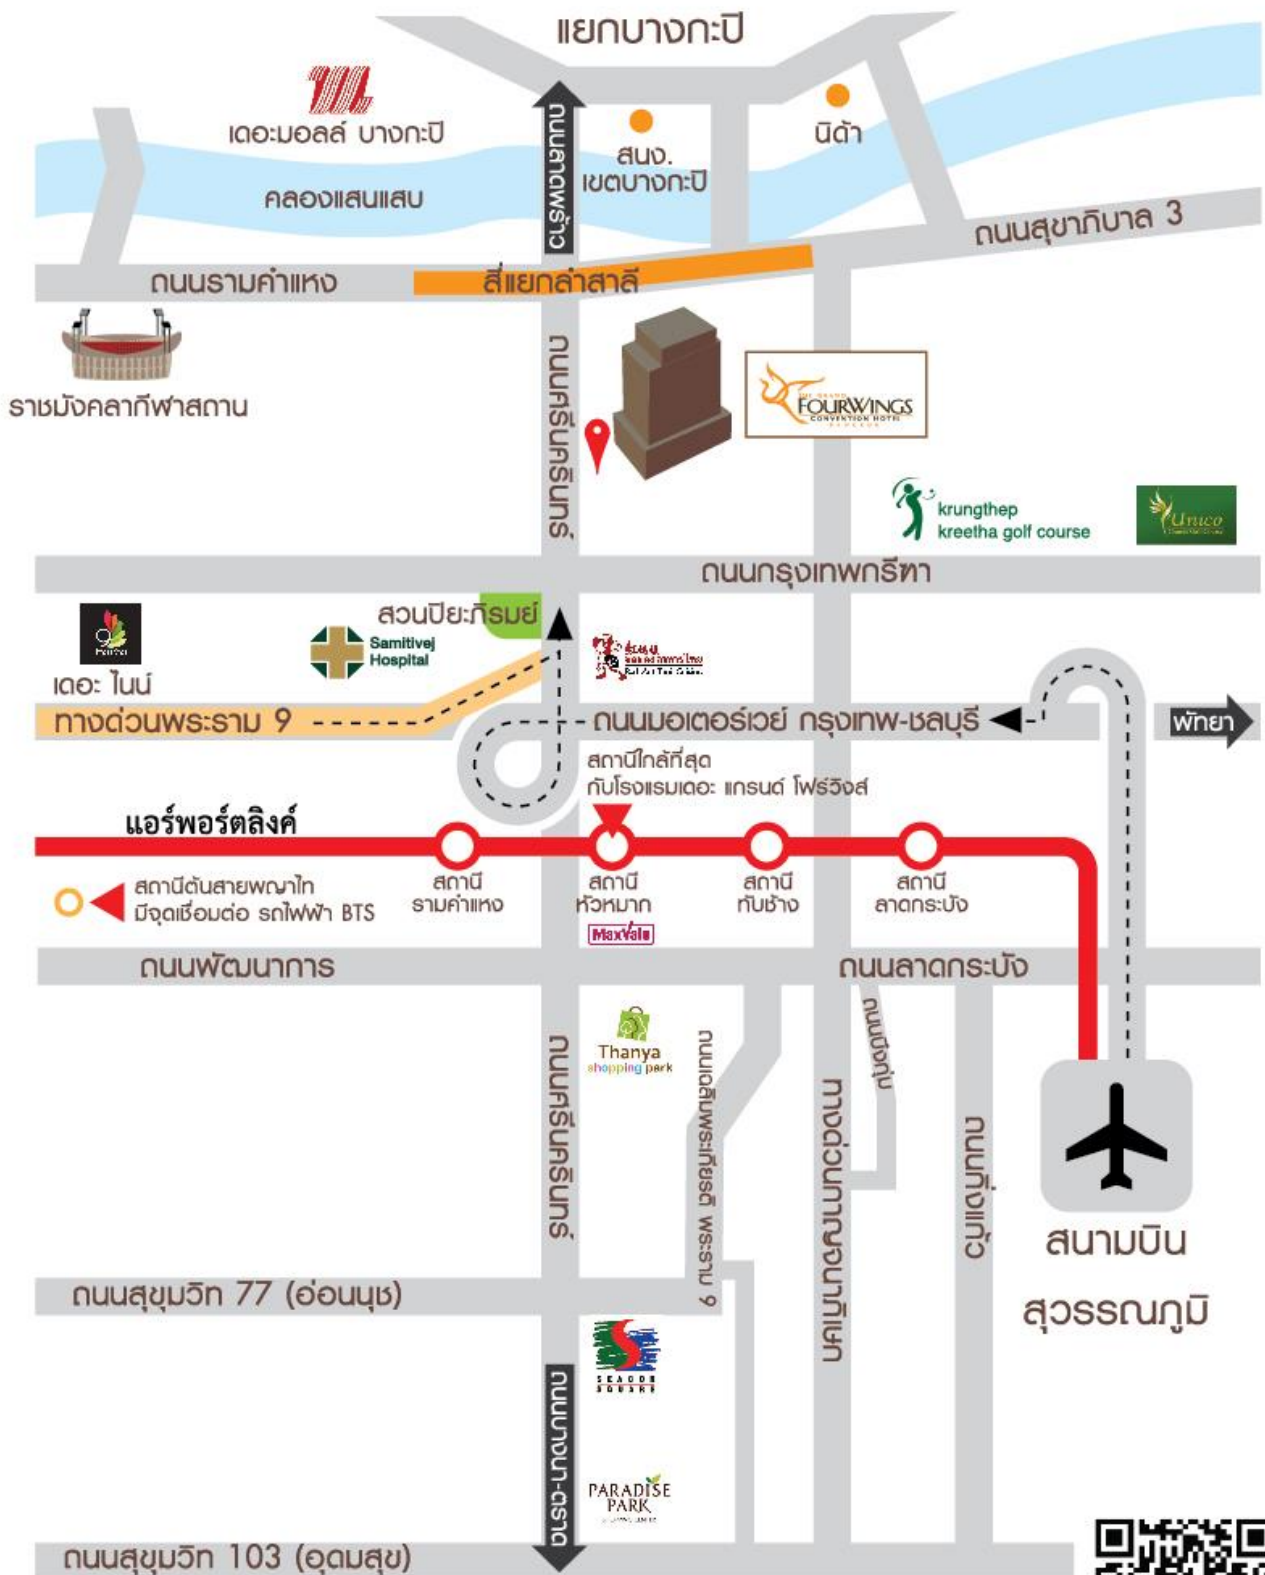 แยกบางกะปิ
เดอะมอลล์ บางกะปิ
ถนนลาดพร้าว
สนง.
เขตบางกะปิ
นิด้า
คลองแสนแสบ
ถนนสุขาภิบาล 3
ถนนรามคำแหง
สี่แยกลำสาลี
ราชมังคลากีฬาสถาน
ถนนศรีนครินทร์
THE GRAND
FOURWINGS
CONVENTION HOTEL
BANGKOK
krungthep
kreetha golf course
Unico
ถนนกรุงเทพกรีฑา
สวนปิยะภิรมย์
Samitivej
Hospital
9
เดอะ ไนน์
ทางด่วนพระราม 9
ถนนมอเตอร์เวย์ กรุงเทพ-ชลบุรี
พัทยา
สถานีใกล้ที่สุด
กับโรงแรมเดอะ แกรนด์ โฟร์วิงส์
แอร์พอร์ตลิงค์
สถานีต้นสายพญาไท
มีจุดเชื่อมต่อ รถไฟฟ้า BTS
สถานี
รามคำแหง
สถานี
หัวหมาก
สถานี
ทับช้าง
สถานี
ลาดกระบัง
MaxValu
ถนนพัฒนาการ
ถนนลาดกระบัง
ถนนศรีนครินทร์
Thanya
shopping park
ถนนเฉลิมพระเกียรติ พระราม 9
ทางด่วนกาญจนาภิเษก
ถนนบึงกุ่ม
ถนนกิ่งแก้ว
สนามบิน
สุวรรณภูมิ
ถนนสุขุมวิท 77 (อ่อนนุช)
SEACON
SQUARE
ถนนบางนา-ตราด
PARADISE
PARK
ถนนสุขุมวิท 103 (อุดมสุข)